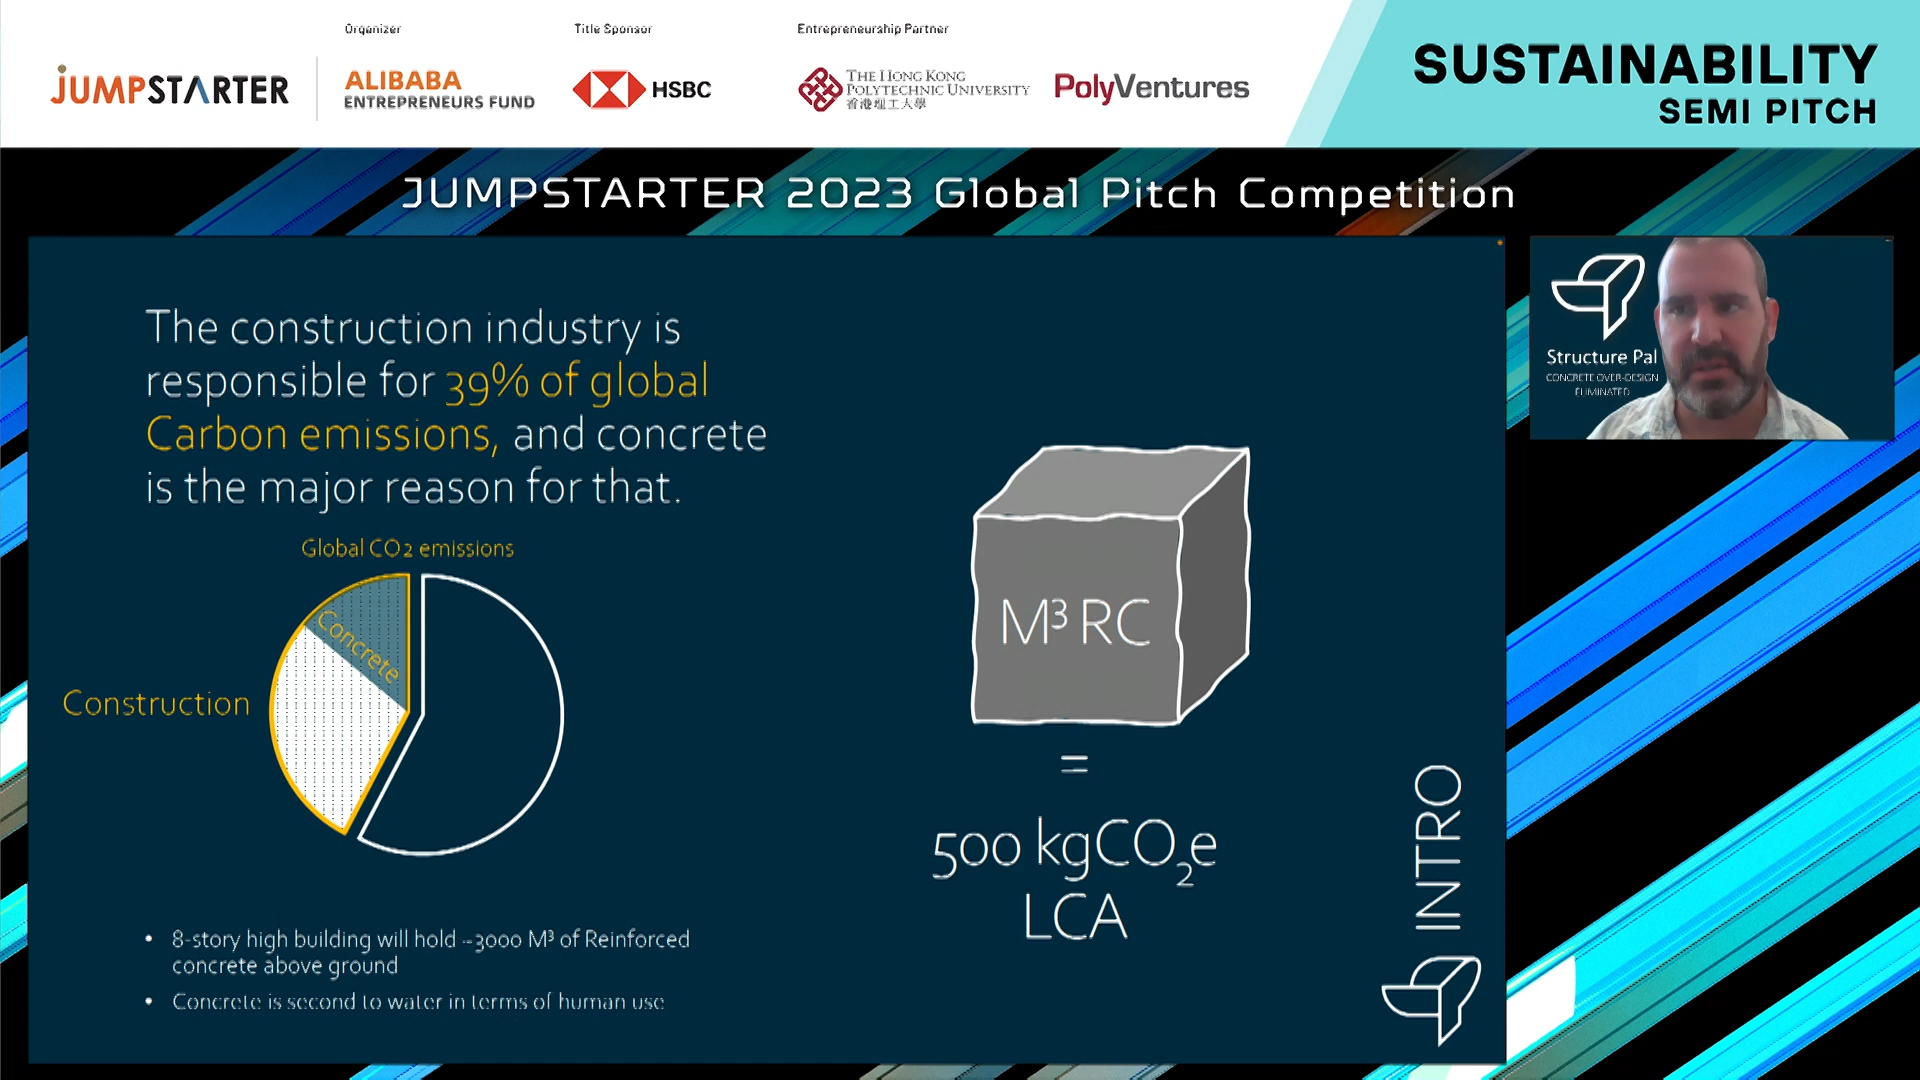 Organizer
Title Sponsor
Entrepreneurship Partner
JUMPSTARTER
ALIBABA
ENTREPRENEURS FUND
HSBC
THE HONG KONG
POLYTECHNIC UNIVERSITY
香港理工大學
PolyVentures
SUSTAINABILITY
SEMI PITCH
JUMPSTARTER 2023 Global Pitch Competition
The construction industry is
responsible for 39% of global
Carbon emissions, and concrete
is the major reason for that.
Global CO2 emissions
Concrete
Construction
• 8-story high building will hold ~3000 M³ of Reinforced
concrete above ground
• Concrete is second to water in terms of human use
M³ RC
=
500 kgCO₂e
LCA
INTRO
Structure Pal
CONCRETE OVER-DESIGN
ELIMINATED